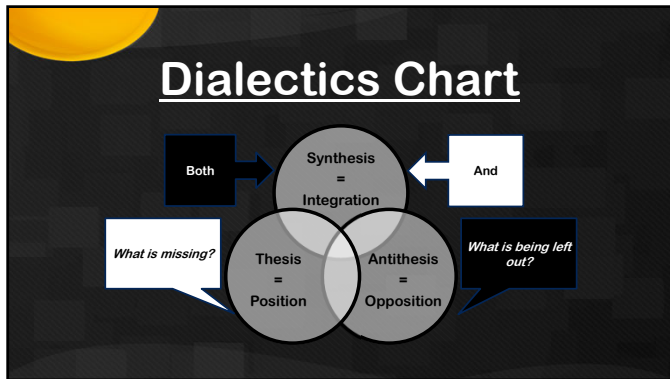 Dialectics Chart
Both
Synthesis
=
Integration
And
What is missing?
Thesis
=
Position
Antithesis
=
Opposition
What is being left
out?